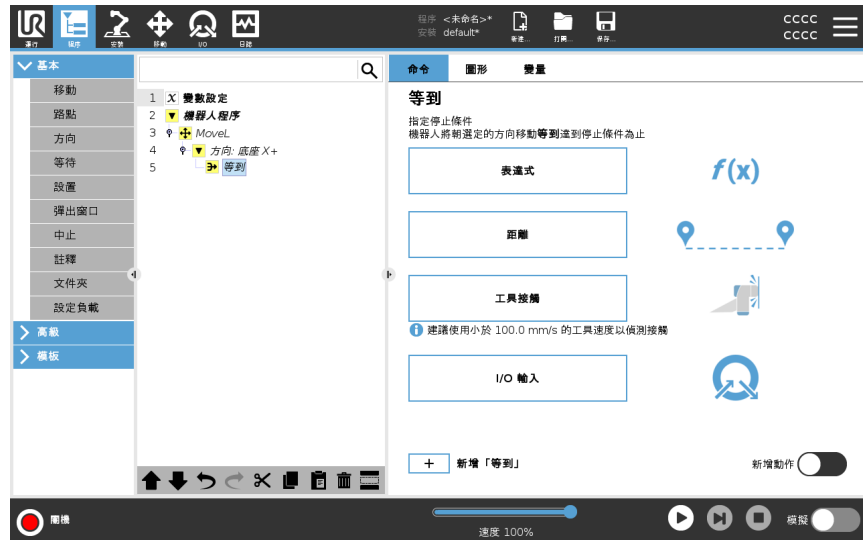 UR
運行
程序
安裝
移動
I/O
日誌
程序 <未命名>*
安裝 default*
新建...
打開...
保存...
cccc
cccc
基本
移動
路點
方向
等待
設置
彈出窗口
中止
註釋
文件夾
設定負載
高級
模板
1 X 變數設定
2 機器人程序
3 MoveL
4 方向: 底座 X+
5 等到
命令 圖形 變量
等到
指定停止條件
機器人將朝選定的方向移動等到達到停止條件為止
表達式
f(x)
距離
工具接觸
建議使用小於 100.0 mm/s 的工具速度以偵測接觸
I/O 輸入
+ 新增「等到」
新增動作
關機
速度 100%
模擬